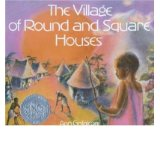 The Village
of Round and Square
Houses